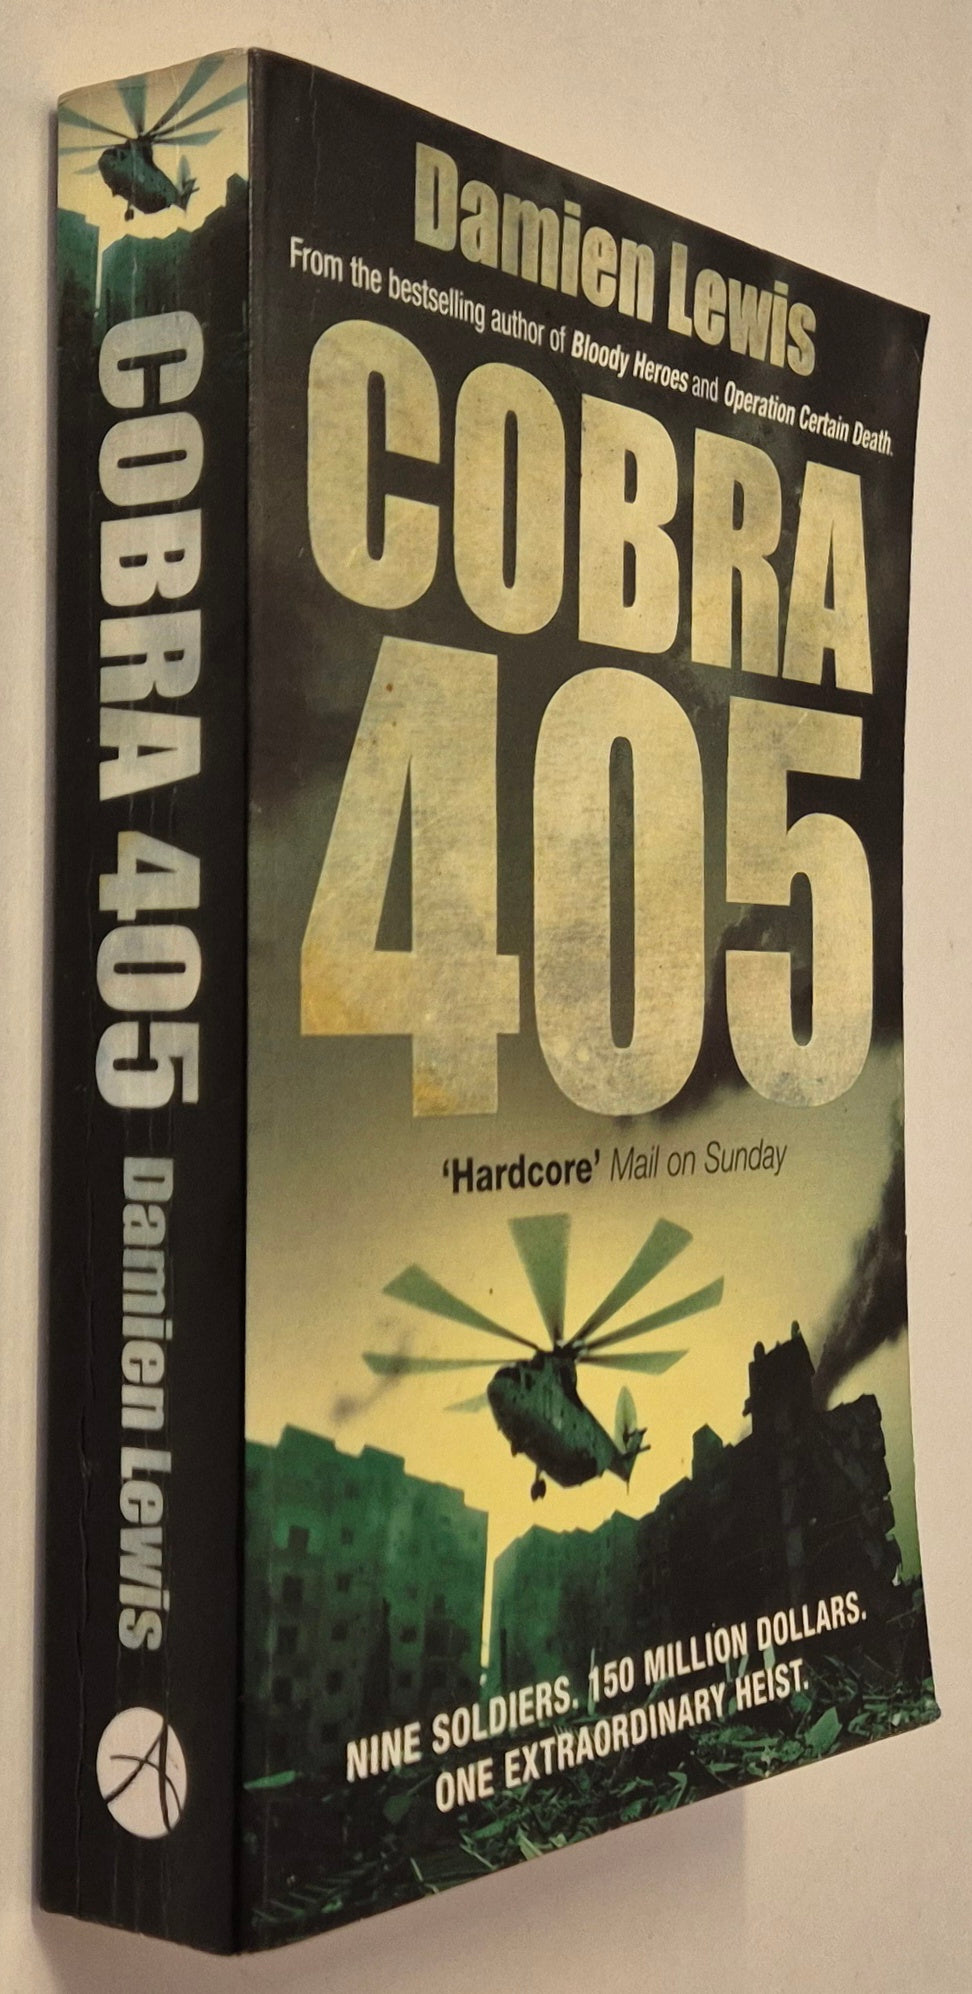 COBRA 405 Damien Lewis
A
Damien Lewis
From the bestselling author of Bloody Heroes and Operation Certain Death.
COBRA
405
‘Hardcore’ Mail on Sunday
NINE SOLDIERS. 150 MILLION DOLLARS.
ONE EXTRAORDINARY HEIST.